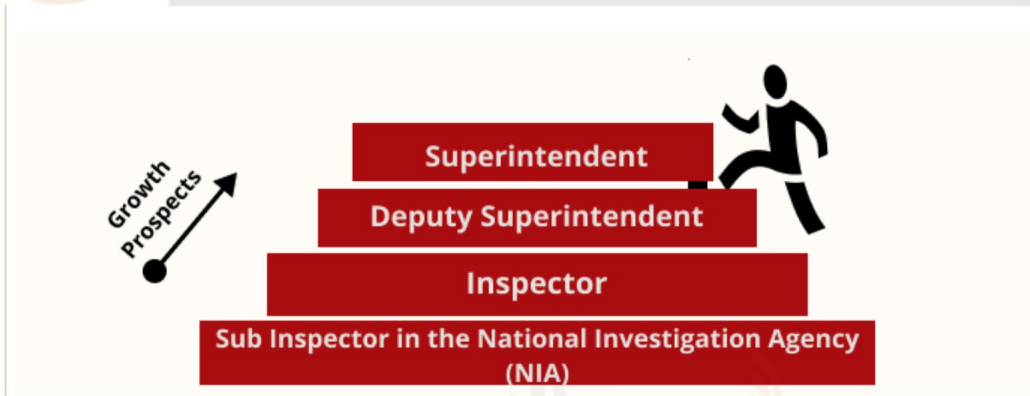 Growth
Prospects
Superintendent
Deputy Superintendent
Inspector
Sub Inspector in the National Investigation Agency
(NIA)